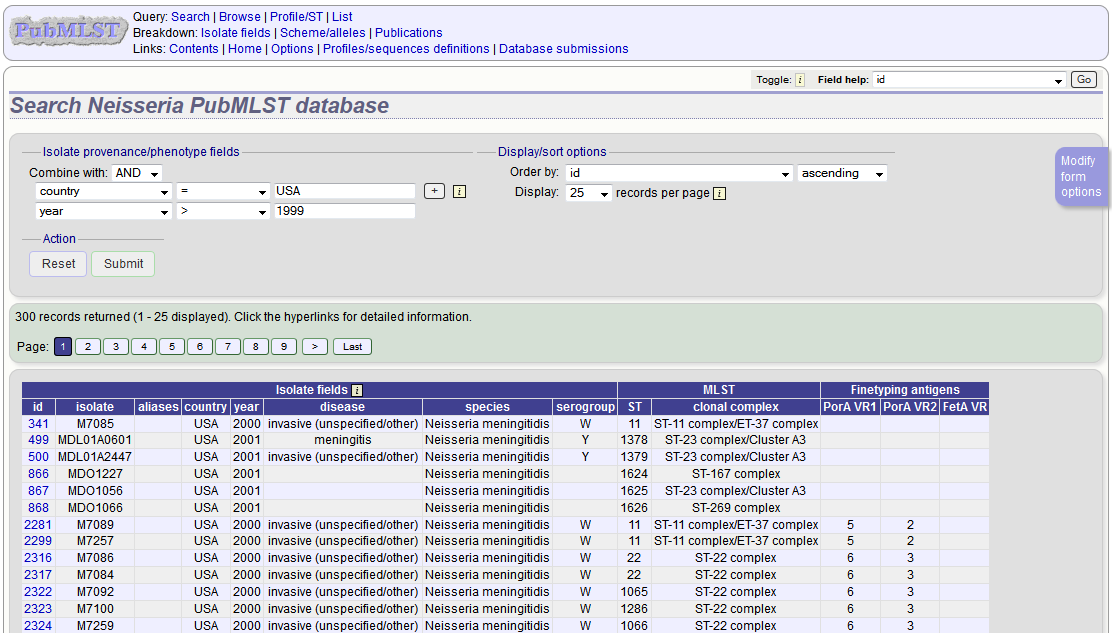 PubMLST
Query: Search | Browse | Profile/ST | List
Breakdown: Isolate fields | Scheme/alleles | Publications
Links: Contents | Home | Options | Profiles/sequences definitions | Database submissions
Toggle: i Field help: id Go
Search Neisseria PubMLST database
Isolate provenance/phenotype fields Display/sort options
Combine with: AND Order by: id ascending
country = USA + i Display: 25 records per page i
year > 1999
Modify form options
Action
Reset Submit
300 records returned (1 - 25 displayed). Click the hyperlinks for detailed information.
Page: 1 2 3 4 5 6 7 8 9 > Last
Isolate fields i MLST Finetyping antigens
id isolate aliases country year disease species serogroup ST clonal complex PorA VR1 PorA VR2 FetA VR
341 M7085 USA 2000 invasive (unspecified/other) Neisseria meningitidis W 11 ST-11 complex/ET-37 complex
499 MDL01A0601 USA 2001 meningitis Neisseria meningitidis Y 1378 ST-23 complex/Cluster A3
500 MDL01A2447 USA 2001 invasive (unspecified/other) Neisseria meningitidis Y 1379 ST-23 complex/Cluster A3
866 MDO1227 USA 2001 Neisseria meningitidis 1624 ST-167 complex
867 MDO1056 USA 2001 Neisseria meningitidis 1625 ST-23 complex/Cluster A3
868 MDO1066 USA 2001 Neisseria meningitidis 1626 ST-269 complex
2281 M7089 USA 2000 invasive (unspecified/other) Neisseria meningitidis W 11 ST-11 complex/ET-37 complex 5 2
2299 M7257 USA 2000 invasive (unspecified/other) Neisseria meningitidis W 11 ST-11 complex/ET-37 complex 5 2
2316 M7086 USA 2000 invasive (unspecified/other) Neisseria meningitidis W 22 ST-22 complex 6 3
2317 M7084 USA 2000 invasive (unspecified/other) Neisseria meningitidis W 22 ST-22 complex 6 3
2322 M7092 USA 2000 invasive (unspecified/other) Neisseria meningitidis W 1065 ST-22 complex 6 3
2323 M7100 USA 2000 invasive (unspecified/other) Neisseria meningitidis W 1286 ST-22 complex 6 3
2324 M7259 USA 2000 invasive (unspecified/other) Neisseria meningitidis W 1066 ST-22 complex 6 3